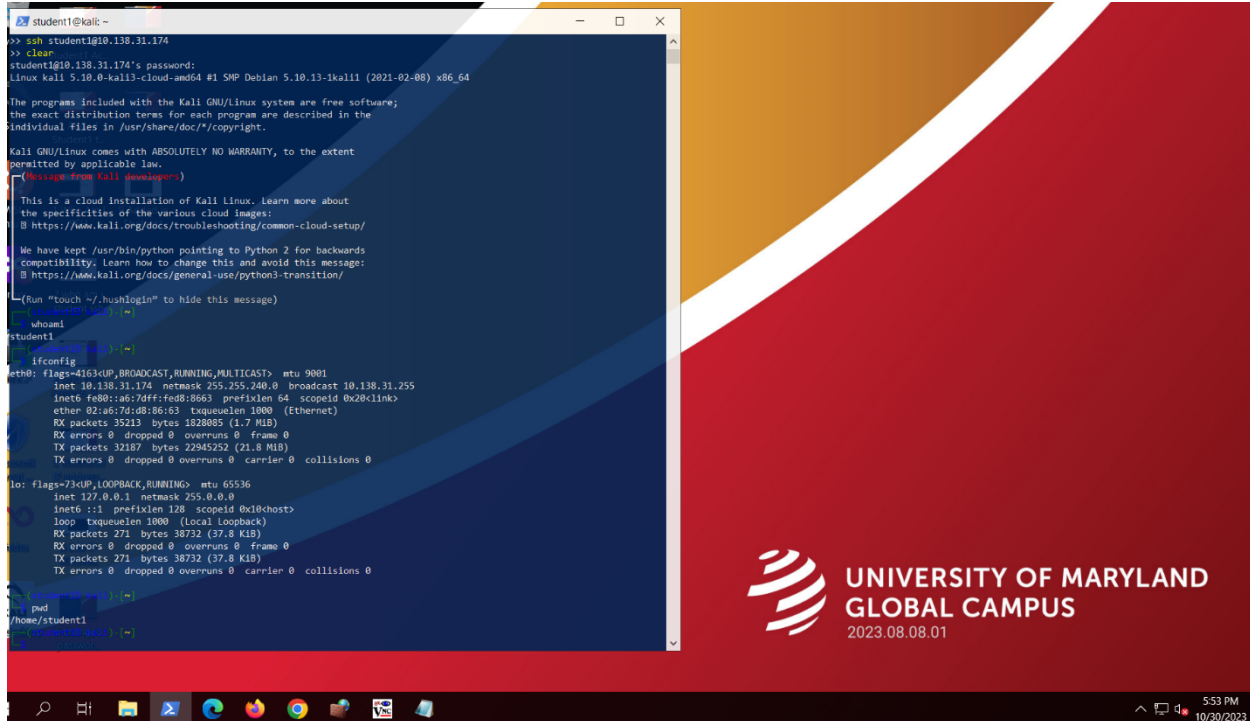 student1@kali: ~
>> ssh student1@10.138.31.174
>> clear
student1@10.138.31.174's password:
Linux kali 5.10.0-kali3-cloud-amd64 #1 SMP Debian 5.10.13-1kali1 (2021-02-08) x86_64
The programs included with the Kali GNU/Linux system are free software;
the exact distribution terms for each program are described in the
individual files in /usr/share/doc/*/copyright.
Kali GNU/Linux comes with ABSOLUTELY NO WARRANTY, to the extent
permitted by applicable law.
(Message from Kali developers)
This is a cloud installation of Kali Linux. Learn more about
the specificities of the various cloud images:
https://www.kali.org/docs/troubleshooting/common-cloud-setup/
We have kept /usr/bin/python pointing to Python 2 for backwards
compatibility. Learn how to change this and avoid this message:
https://www.kali.org/docs/general-use/python3-transition/
(Run "touch ~/.hushlogin" to hide this message)
(student1@kali)-[~]
whoami
student1
(student1@kali)-[~]
ifconfig
eth0: flags=4163<UP,BROADCAST,RUNNING,MULTICAST> mtu 9001
inet 10.138.31.174 netmask 255.255.240.0 broadcast 10.138.31.255
inet6 fe80::a6:7dff:fed8:8663 prefixlen 64 scopeid 0x20<link>
ether 02:a6:7d:d8:86:63 txqueuelen 1000 (Ethernet)
RX packets 35213 bytes 1828085 (1.7 MiB)
RX errors 0 dropped 0 overruns 0 frame 0
TX packets 32187 bytes 22945252 (21.8 MiB)
TX errors 0 dropped 0 overruns 0 carrier 0 collisions 0
lo: flags=73<UP,LOOPBACK,RUNNING> mtu 65536
inet 127.0.0.1 netmask 255.0.0.0
inet6 ::1 prefixlen 128 scopeid 0x10<host>
loop txqueuelen 1000 (Local Loopback)
RX packets 271 bytes 38732 (37.8 KiB)
RX errors 0 dropped 0 overruns 0 frame 0
TX packets 271 bytes 38732 (37.8 KiB)
TX errors 0 dropped 0 overruns 0 carrier 0 collisions 0
(student1@kali)-[~]
pwd
/home/student1
(student1@kali)-[~]
UNIVERSITY OF MARYLAND
GLOBAL CAMPUS
2023.08.08.01
5:53 PM
10/30/2023